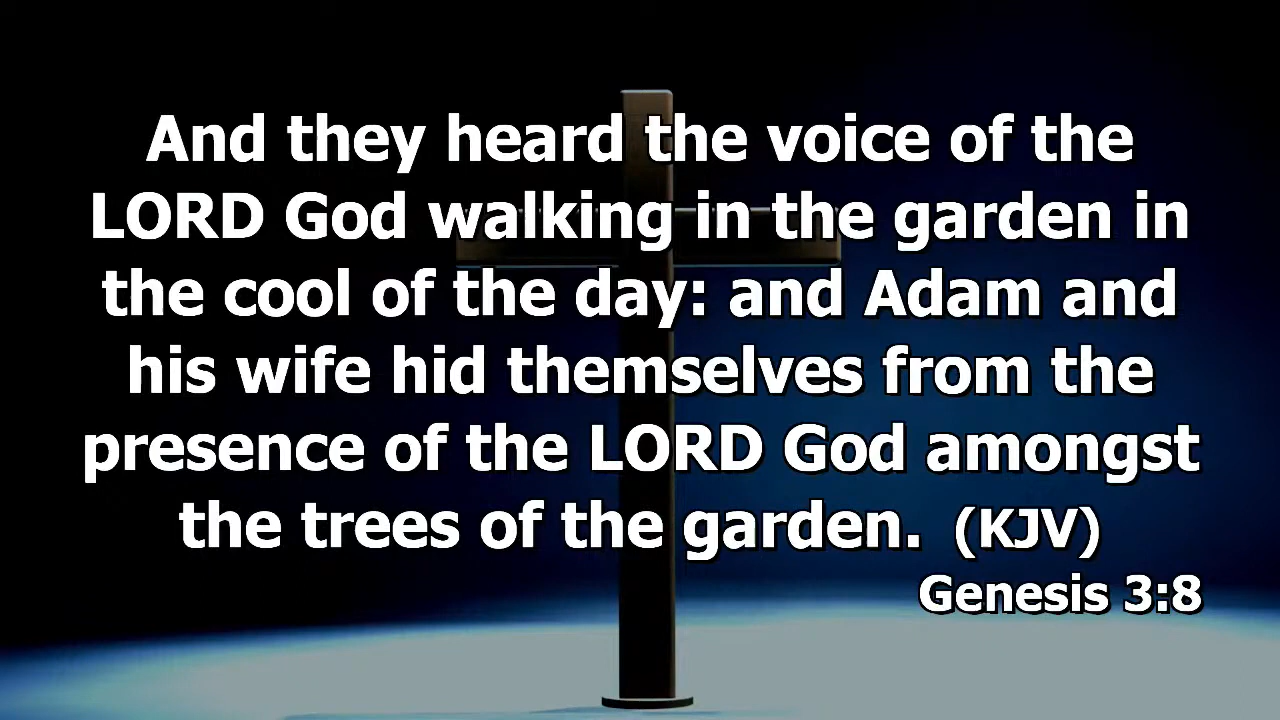 And they heard the voice of the
LORD God walking in the garden in
the cool of the day: and Adam and
his wife hid themselves from the
presence of the LORD God amongst
the trees of the garden. (KJV)
Genesis 3:8